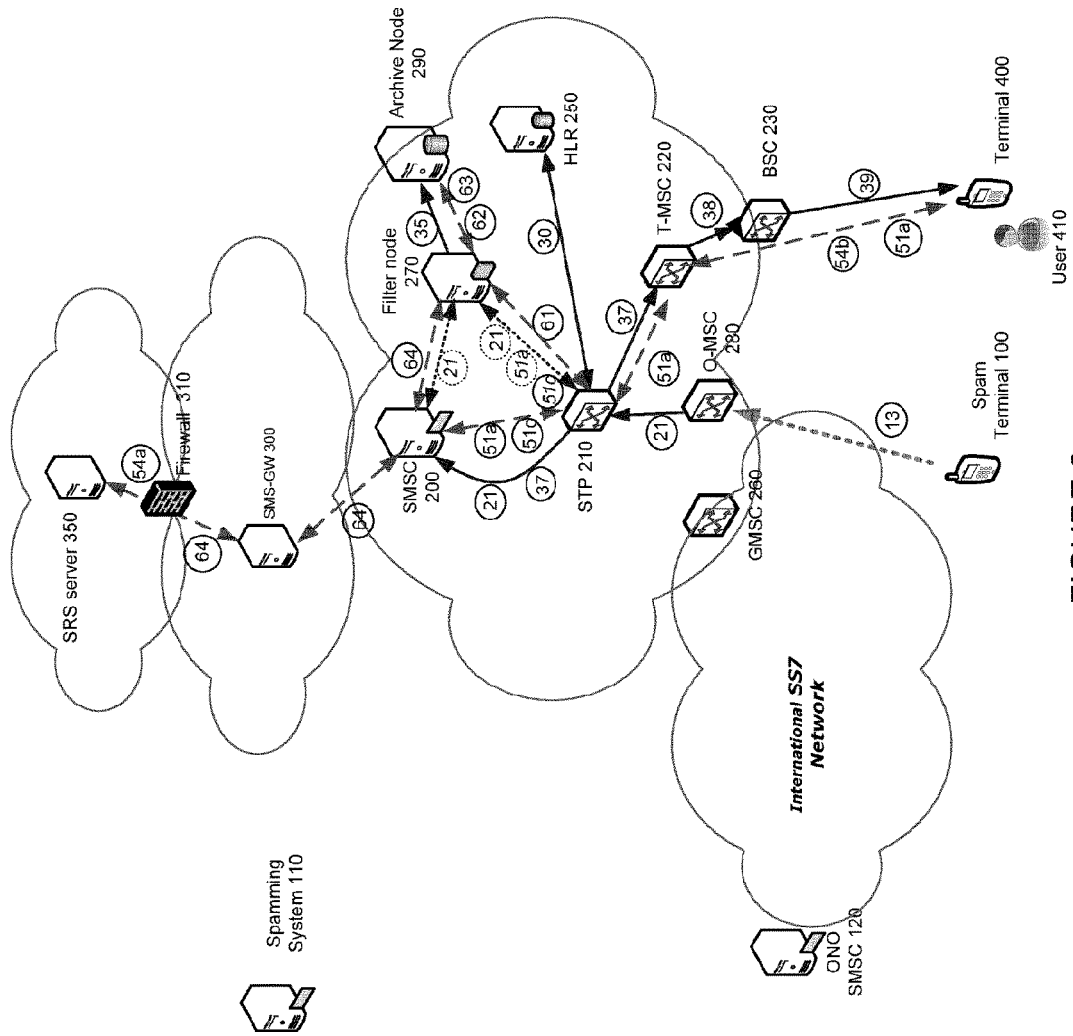 SRS server 350
54a
Firewall 310
64
SMS-GW 300
Spamming
System 110
64
Archive Node
290
Filter node
270
35
63
62
64
21
SMSC
200
21
51a
61
51a
51c
51c
21
37
30
HLR 250
STP 210
37
51a
T-MSC 220
38
BSC 230
21
O-MSC
280
GMSC 260
International SS7
Network
ONO
SMSC 120
13
54b
39
51a
Spam
Terminal 100
Terminal 400
User 410